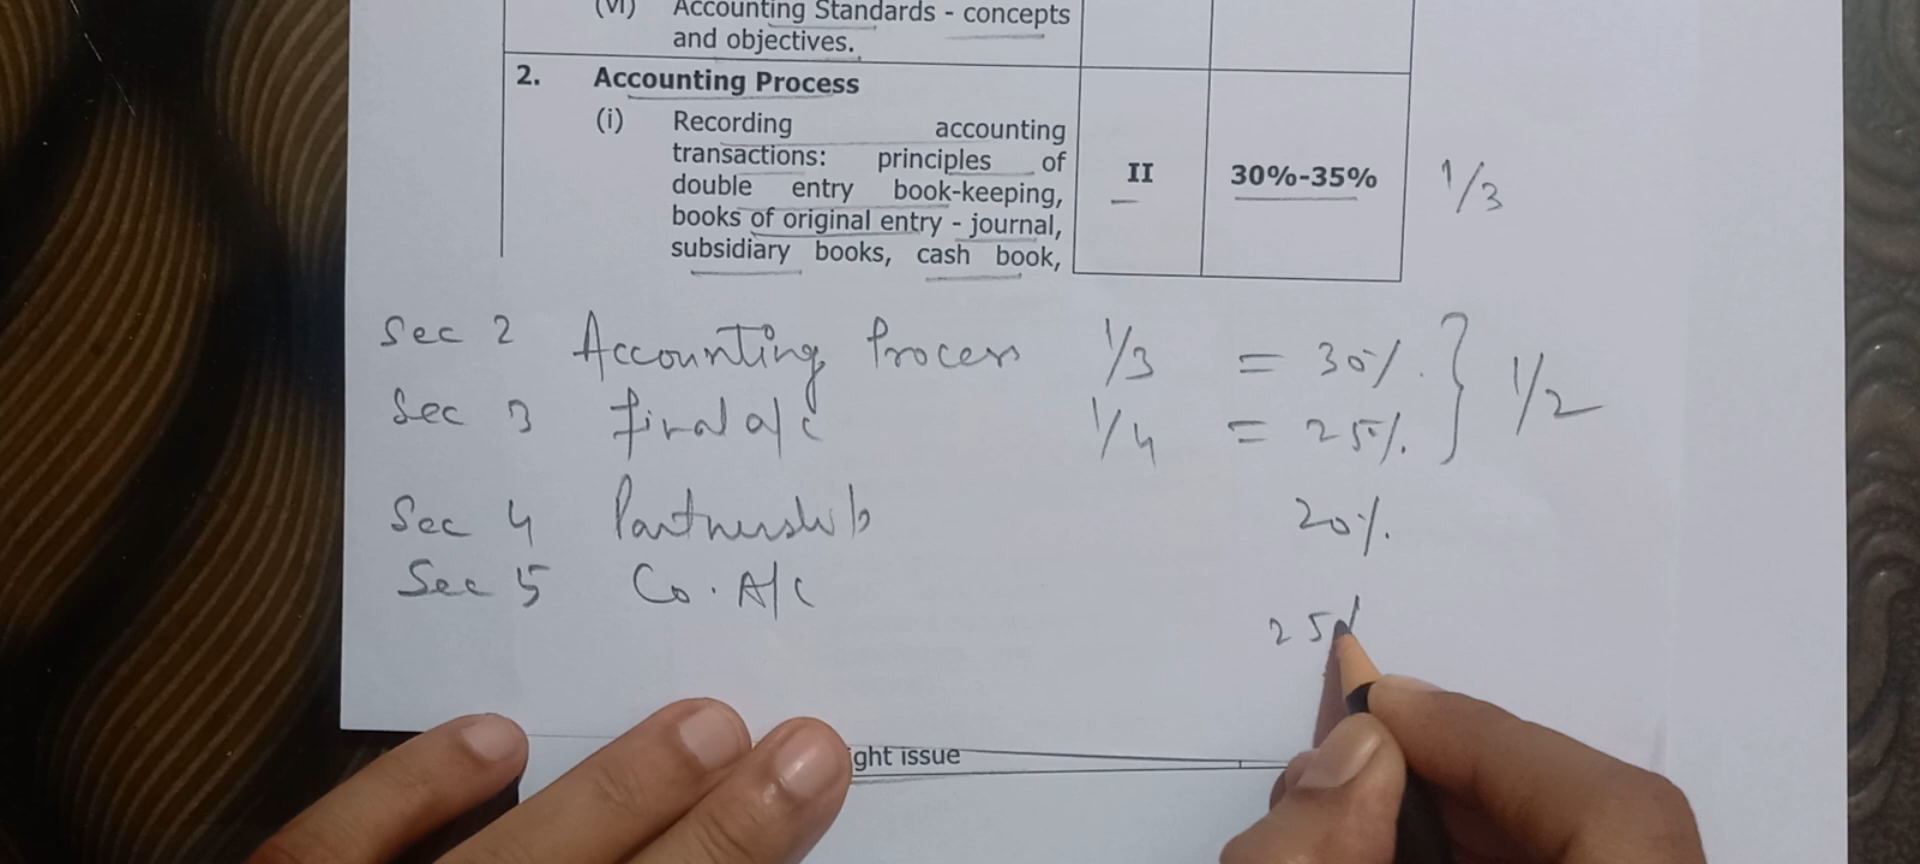 (vi) Accounting Standards - concepts
and objectives.
2. Accounting Process
(i) Recording accounting
transactions: principles of
double entry book-keeping,
books of original entry - journal,
subsidiary books, cash book,
II 30%-35% 1/3
Sec 2 Accounting Process 1/3 = 30%. 1/2
Sec 3 final a/c 1/4 = 25%.
Sec 4 Partnership 20%.
Sec 5 Co. A/C 25%
ght issue